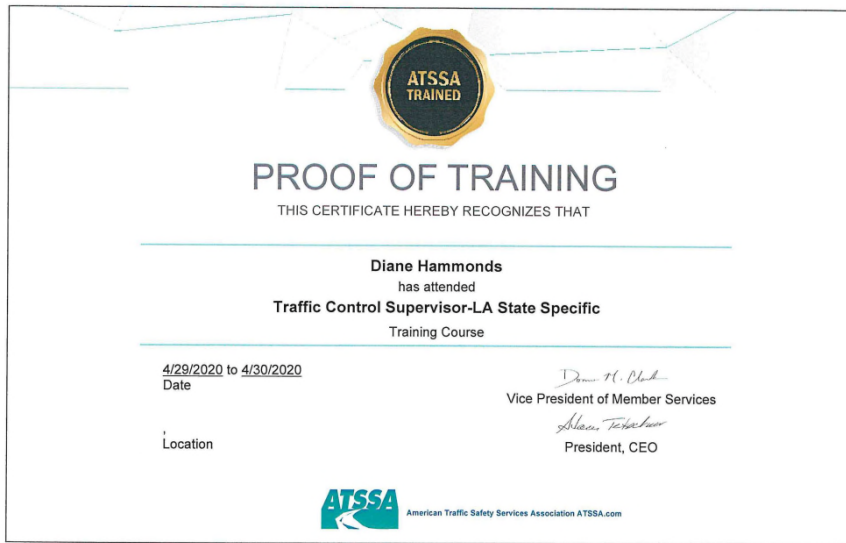 ATSSA
TRAINED
PROOF OF TRAINING
THIS CERTIFICATE HEREBY RECOGNIZES THAT
Diane Hammonds
has attended
Traffic Control Supervisor-LA State Specific
Training Course
4/29/2020 to 4/30/2020
Date
Vice President of Member Services
,
Location
President, CEO
ATSSA
American Traffic Safety Services Association ATSSA.com